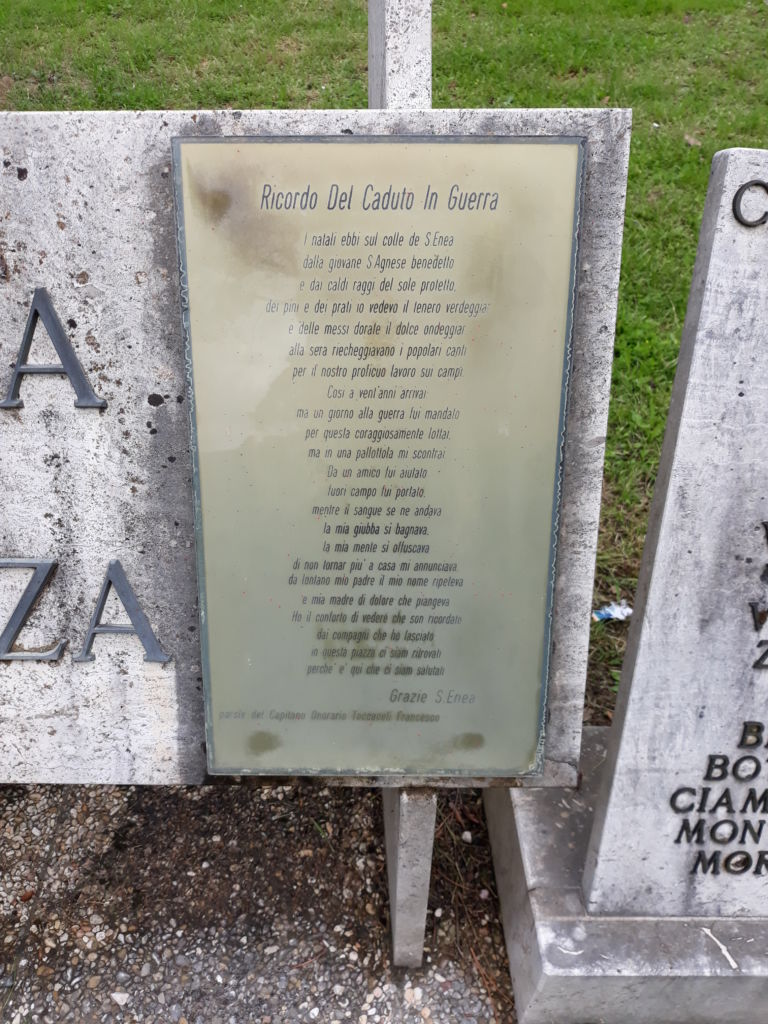 Ricordo Del Caduto In Guerra
I natali ebbi sul colle de S.Enea
dalla giovane S.Agnese benedetto
e dai caldi raggi del sole protetto,
dei pini e dei prati io vedevo il tenero verdeggiar
e delle messi dorate il dolce ondeggiar
alla sera riecheggiavano i popolari canti
per il nostro proficuo lavoro sui campi.
Cosi a vent'anni arrivai
ma un giorno alla guerra fui mandato
per questa coraggiosamente lottai,
ma in una pallottola mi scontrai
Da un amico fui aiutato
fuori campo fui portato,
mentre il sangue se ne andava
la mia giubba si bagnava,
la mia mente si offuscava
di non tornar piu' a casa mi annunciava.
da lontano mio padre il mio nome ripeteva
e mia madre di dolore che piangeva
Ho il conforto di vedere che son ricordato
dai compagni che ho lasciato
in questa piazza ci siam ritrovati
perche' e' qui che ci siam salutati
Grazie S.Enea
parole del Capitano Onorario Toccaceli Francesco
A
ZA
C
Z
BO
CIAM
MON
MOR